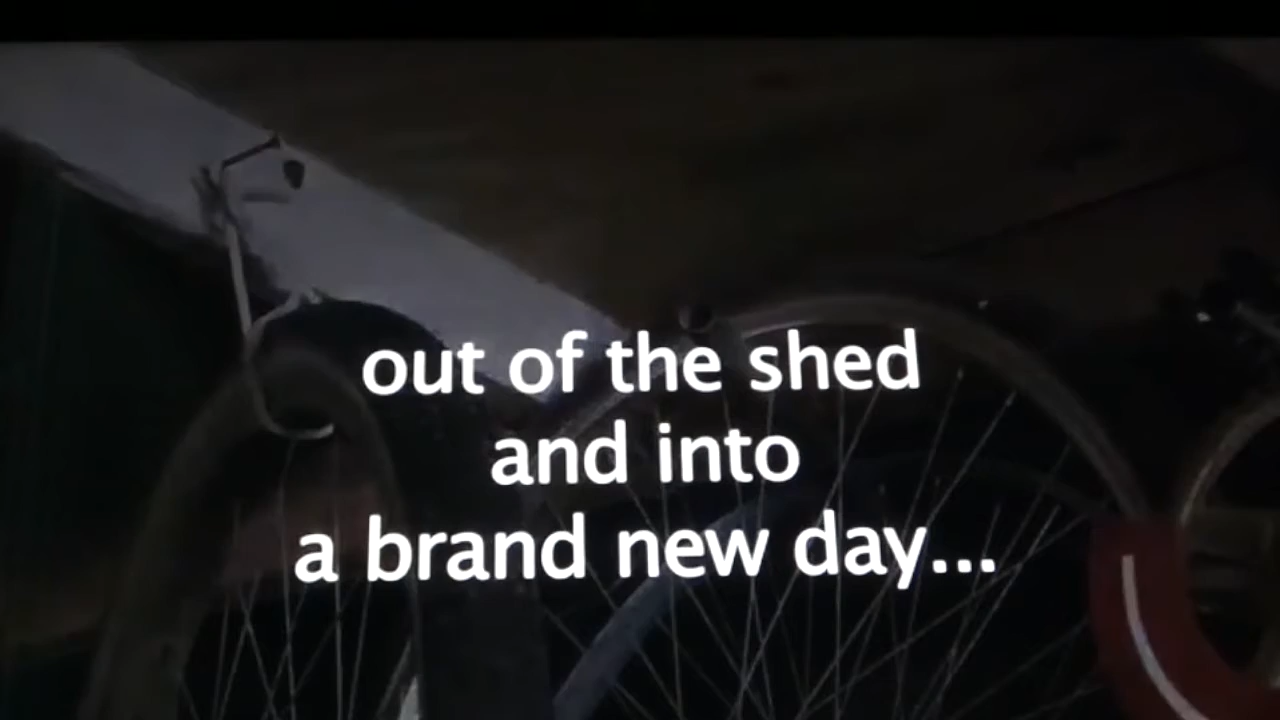 out of the shed
and into
a brand new day...